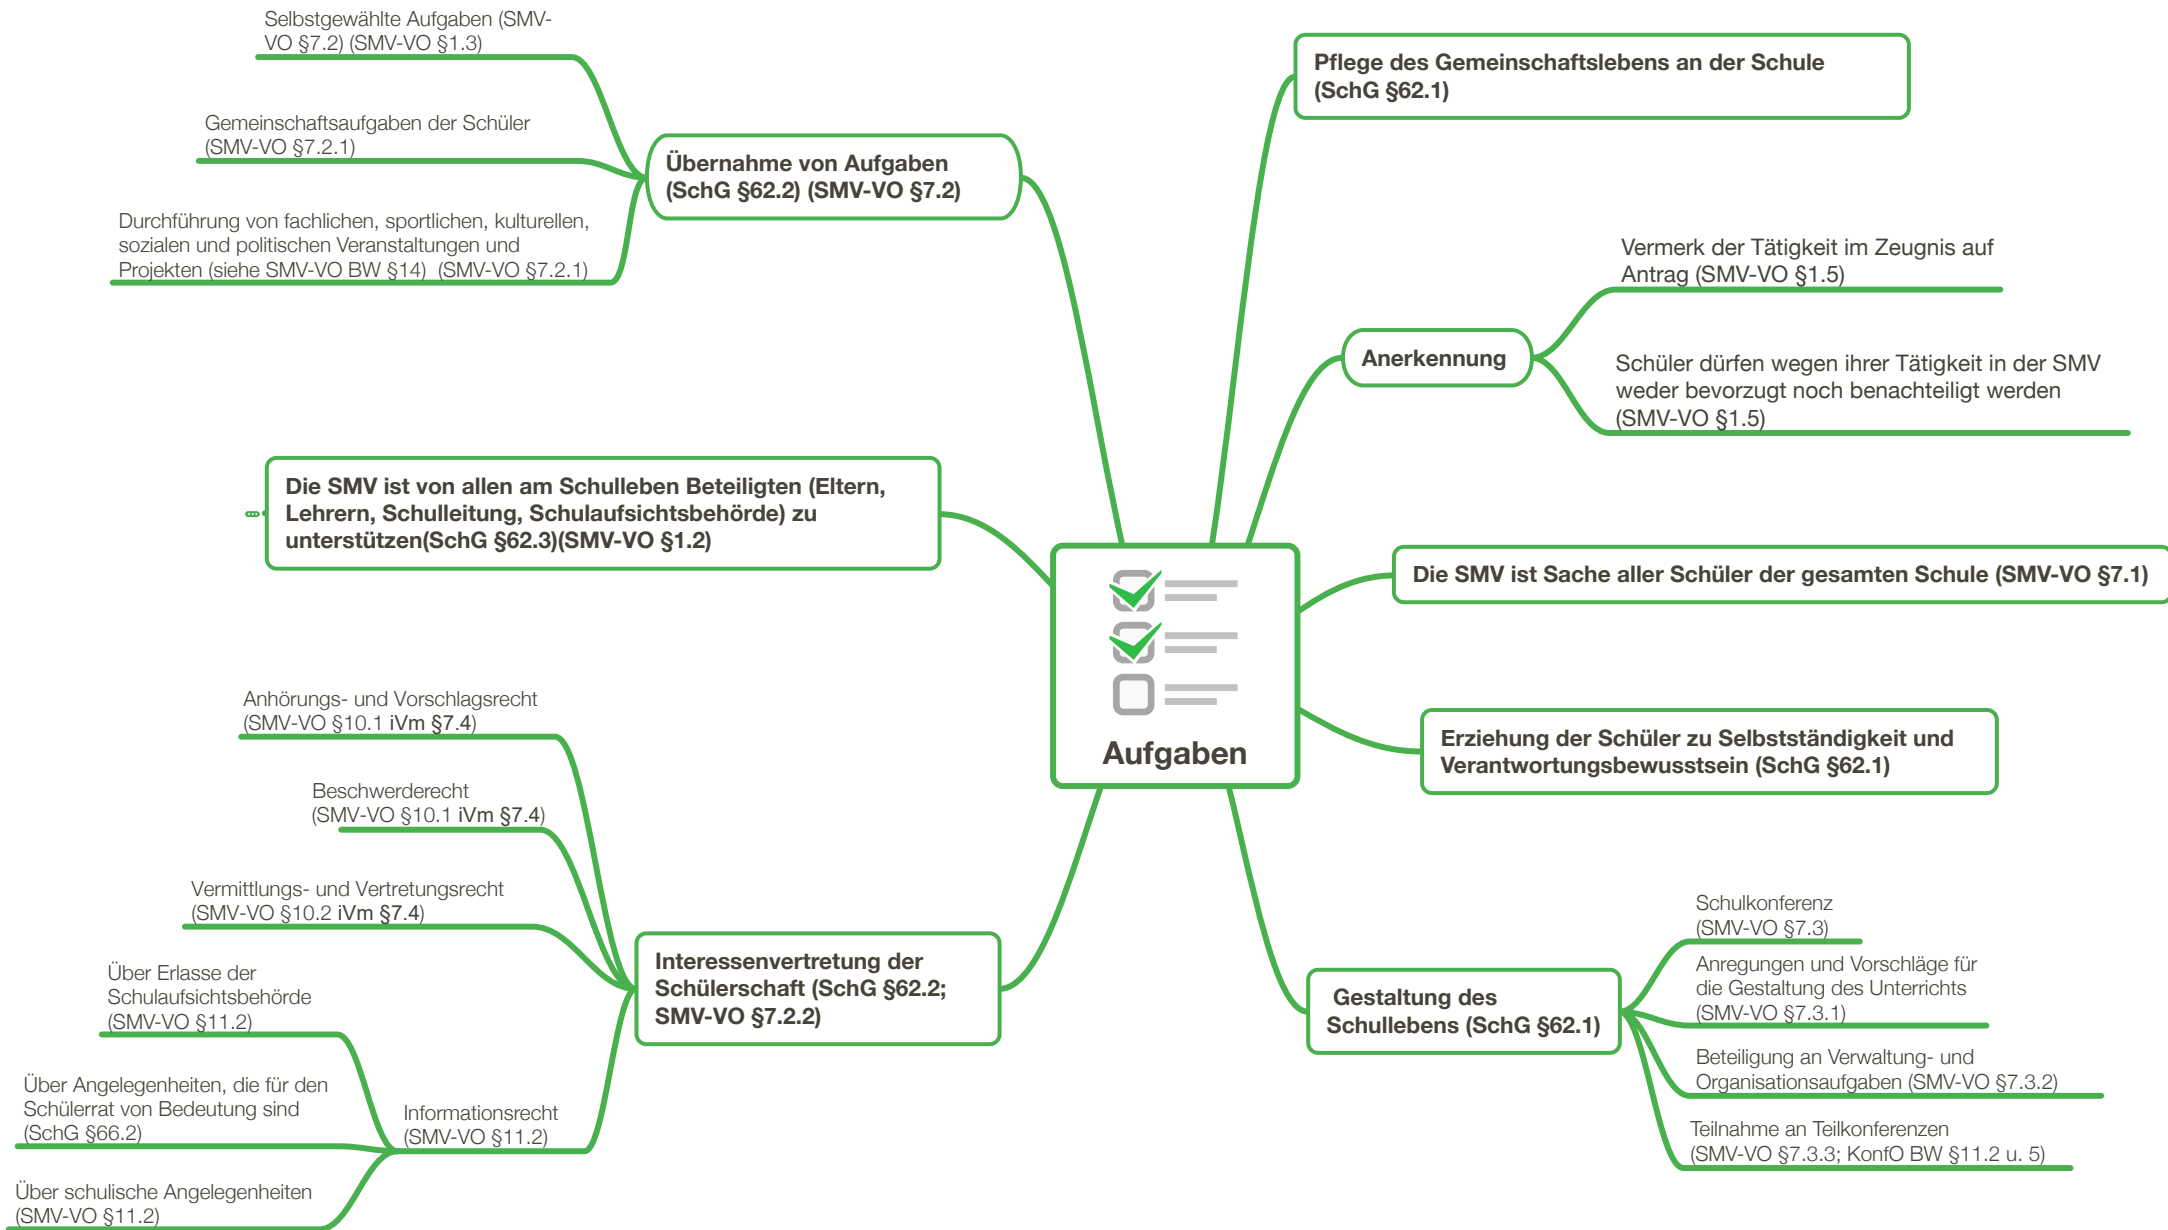 Selbstgewählte Aufgaben (SMV-
VO §7.2) (SMV-VO §1.3)
Gemeinschaftsaufgaben der Schüler
(SMV-VO §7.2.1)
Durchführung von fachlichen, sportlichen, kulturellen,
sozialen und politischen Veranstaltungen und
Projekten (siehe SMV-VO BW §14)  (SMV-VO §7.2.1)
Übernahme von Aufgaben
(SchG §62.2) (SMV-VO §7.2)
Die SMV ist von allen am Schulleben Beteiligten (Eltern,
Lehrern, Schulleitung, Schulaufsichtsbehörde) zu
unterstützen(SchG §62.3)(SMV-VO §1.2)
Anhörungs- und Vorschlagsrecht
(SMV-VO §10.1 iVm §7.4)
Beschwerderecht
(SMV-VO §10.1 iVm §7.4)
Vermittlungs- und Vertretungsrecht
(SMV-VO §10.2 iVm §7.4)
Über Erlasse der
Schulaufsichtsbehörde
(SMV-VO §11.2)
Über Angelegenheiten, die für den
Schülerrat von Bedeutung sind
(SchG §66.2)
Über schulische Angelegenheiten
(SMV-VO §11.2)
Informationsrecht
(SMV-VO §11.2)
Interessenvertretung der
Schülerschaft (SchG §62.2;
SMV-VO §7.2.2)
Aufgaben
Pflege des Gemeinschaftslebens an der Schule
(SchG §62.1)
Anerkennung
Vermerk der Tätigkeit im Zeugnis auf
Antrag (SMV-VO §1.5)
Schüler dürfen wegen ihrer Tätigkeit in der SMV
weder bevorzugt noch benachteiligt werden
(SMV-VO §1.5)
Die SMV ist Sache aller Schüler der gesamten Schule (SMV-VO §7.1)
Erziehung der Schüler zu Selbstständigkeit und
Verantwortungsbewusstsein (SchG §62.1)
Gestaltung des
Schullebens (SchG §62.1)
Schulkonferenz
(SMV-VO §7.3)
Anregungen und Vorschläge für
die Gestaltung des Unterrichts
(SMV-VO §7.3.1)
Beteiligung an Verwaltung- und
Organisationsaufgaben (SMV-VO §7.3.2)
Teilnahme an Teilkonferenzen
(SMV-VO §7.3.3; KonfO BW §11.2 u. 5)